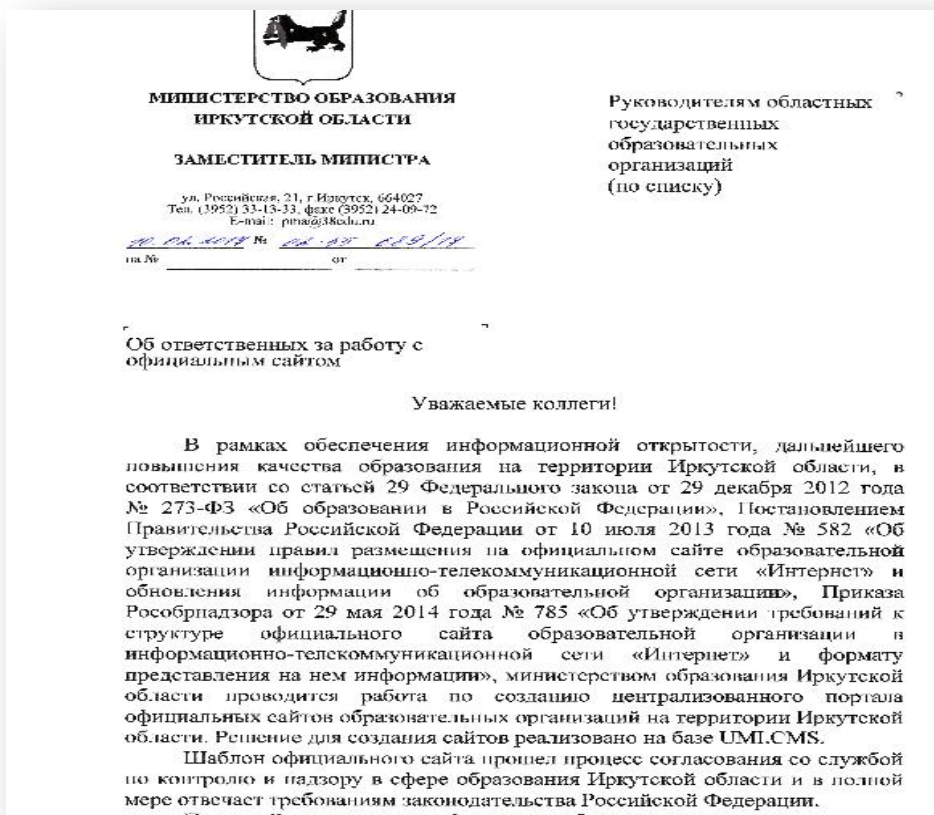 МИНИСТЕРСТВО ОБРАЗОВАНИЯ
ИРКУТСКОЙ ОБЛАСТИ
ЗАМЕСТИТЕЛЬ МИНИСТРА
ул. Российская, 21, г.Иркутск, 664027
Тел. (3952) 33-13-33, факс (3952) 24-09-72
E-mail:
№
на № от
Руководителям областных
государственных
образовательных
организаций
(по списку)
Об ответственных за работу с
официальным сайтом
Уважаемые коллеги!
В рамках обеспечения информационной открытости, дальнейшего
повышения качества образования на территории Иркутской области, в
соответствии со статьей 29 Федерального закона от 29 декабря 2012 года
№ 273-ФЗ «Об образовании в Российской Федерации», Постановлением
Правительства Российской Федерации от 10 июля 2013 года № 582 «Об
утверждении правил размещения на официальном сайте образовательной
организации информационно-телекоммуникационной сети «Интернет» и
обновления информации об образовательной организации», Приказа
Рособрнадзора от 29 мая 2014 года № 785 «Об утверждении требований к
структуре официального сайта образовательной организации в
информационно-телекоммуникационной сети «Интернет» и формату
представления на нем информации», министерством образования Иркутской
области проводится работа по созданию централизованного портала
официальных сайтов образовательных организаций на территории Иркутской
области. Решение для создания сайтов реализовано на базе UMI.CMS.
Шаблон официального сайта прошел процесс согласования со службой
по контролю и надзору в сфере образования Иркутской области и в полной
мере отвечает требованиям законодательства Российской Федерации.